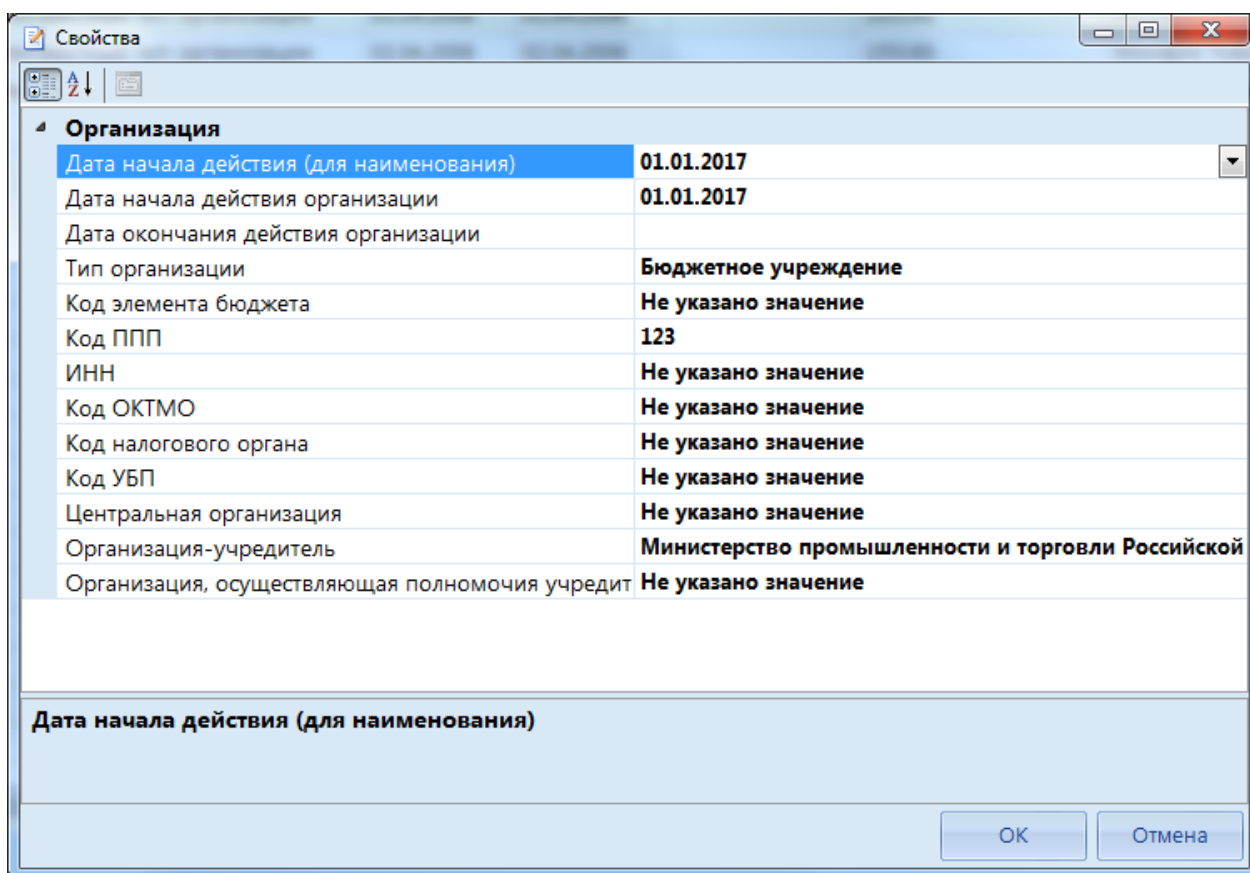 Свойства
Организация
Дата начала действия (для наименования) 01.01.2017
Дата начала действия организации 01.01.2017
Дата окончания действия организации
Тип организации Бюджетное учреждение
Код элемента бюджета Не указано значение
Код ППП 123
ИНН Не указано значение
Код ОКТМО Не указано значение
Код налогового органа Не указано значение
Код УБП Не указано значение
Центральная организация Не указано значение
Организация-учредитель Министерство промышленности и торговли Российской
Организация, осуществляющая полномочия учредит Не указано значение
Дата начала действия (для наименования)
ОК Отмена